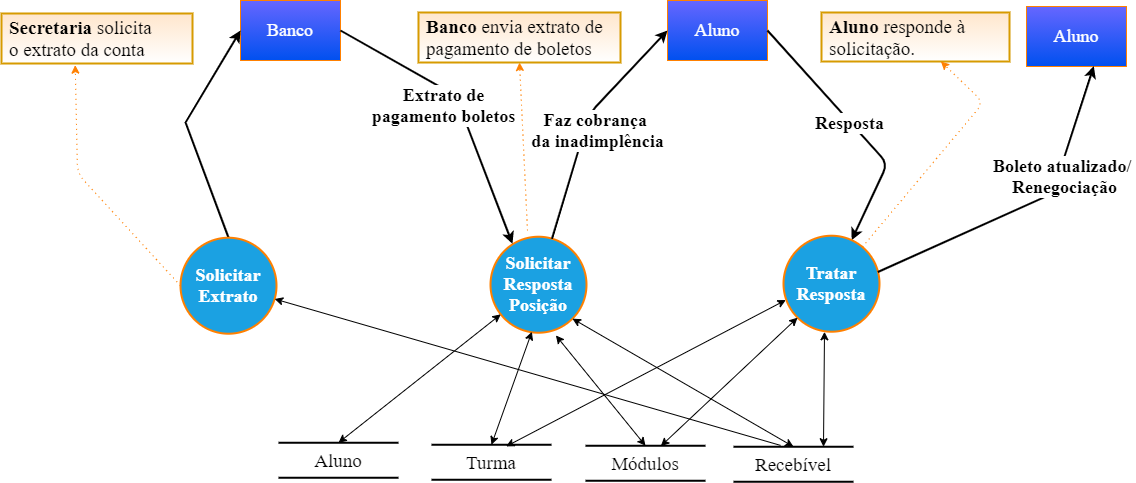 Secretaria solicita
o extrato da conta
Banco
Banco envia extrato de
pagamento de boletos
Aluno
Aluno responde à
solicitação.
Aluno
Extrato de
pagamento boletos
Faz cobrança
da inadimplência
Resposta
Boleto atualizado/
Renegociação
Solicitar
Extrato
Solicitar
Resposta
Posição
Tratar
Resposta
Aluno
Turma
Módulos
Recebível